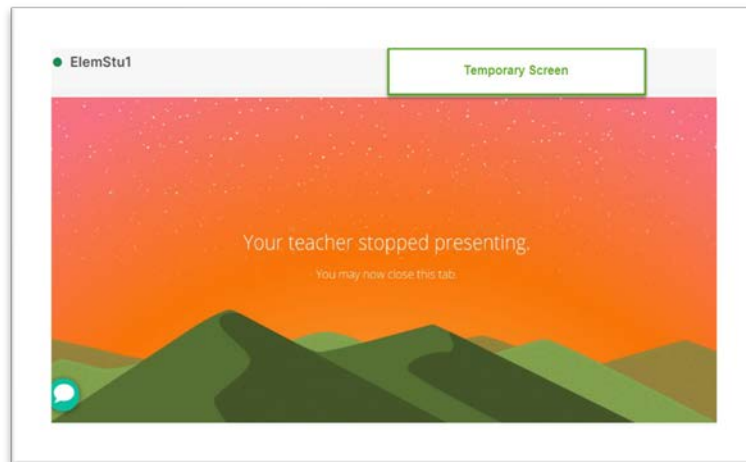 ElemStu1
Temporary Screen
Your teacher stopped presenting.
You may now close this tab.